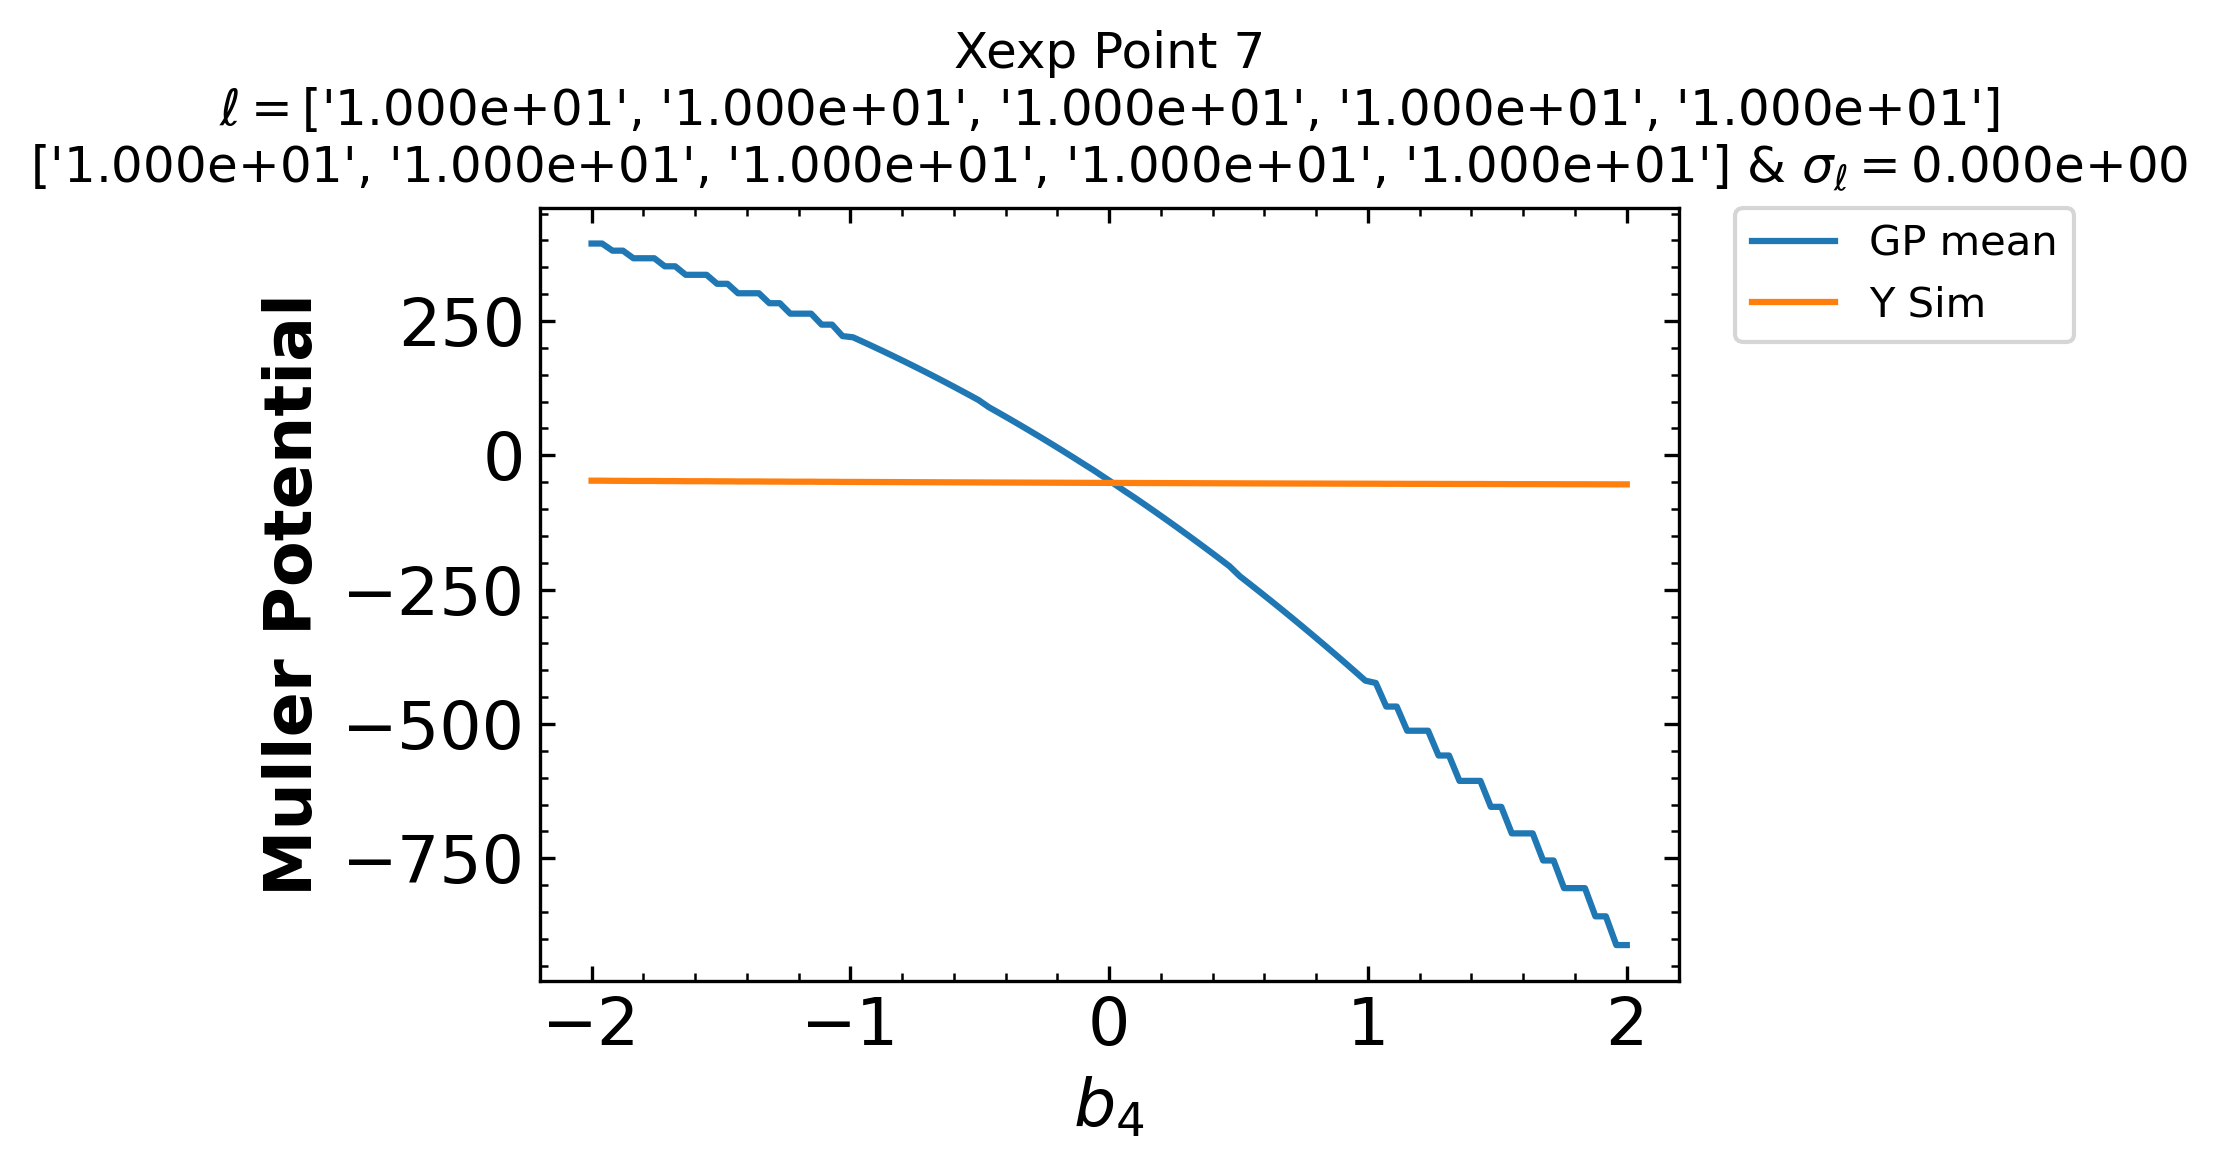 Xexp Point 7
ℓ = ['1.000e+01', '1.000e+01', '1.000e+01', '1.000e+01', '1.000e+01']
['1.000e+01', '1.000e+01', '1.000e+01', '1.000e+01', '1.000e+01'] & σ_ℓ = 0.000e+00
GP mean
Y Sim
Muller Potential
250
0
−250
−500
−750
−2 −1 0 1 2
b₄